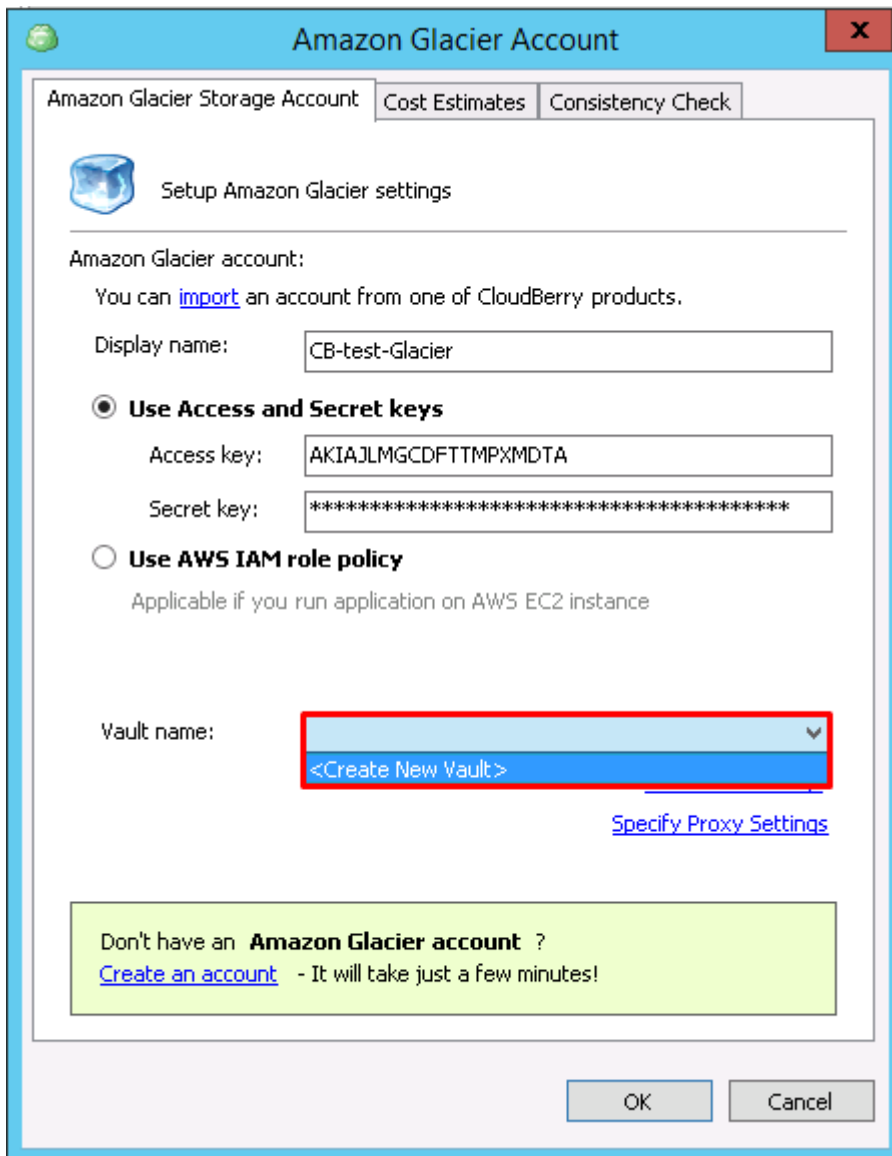 Amazon Glacier Account
x
Amazon Glacier Storage Account
Cost Estimates
Consistency Check
Setup Amazon Glacier settings
Amazon Glacier account:
You can import an account from one of CloudBerry products.
Display name:
CB-test-Glacier
Use Access and Secret keys
Access key:
AKIAJLMGCDFTTMPXMDTA
Secret key:
****************************************
Use AWS IAM role policy
Applicable if you run application on AWS EC2 instance
Vault name:
<Create New Vault>
Specify Proxy Settings
Don't have an Amazon Glacier account ?
Create an account - It will take just a few minutes!
OK
Cancel